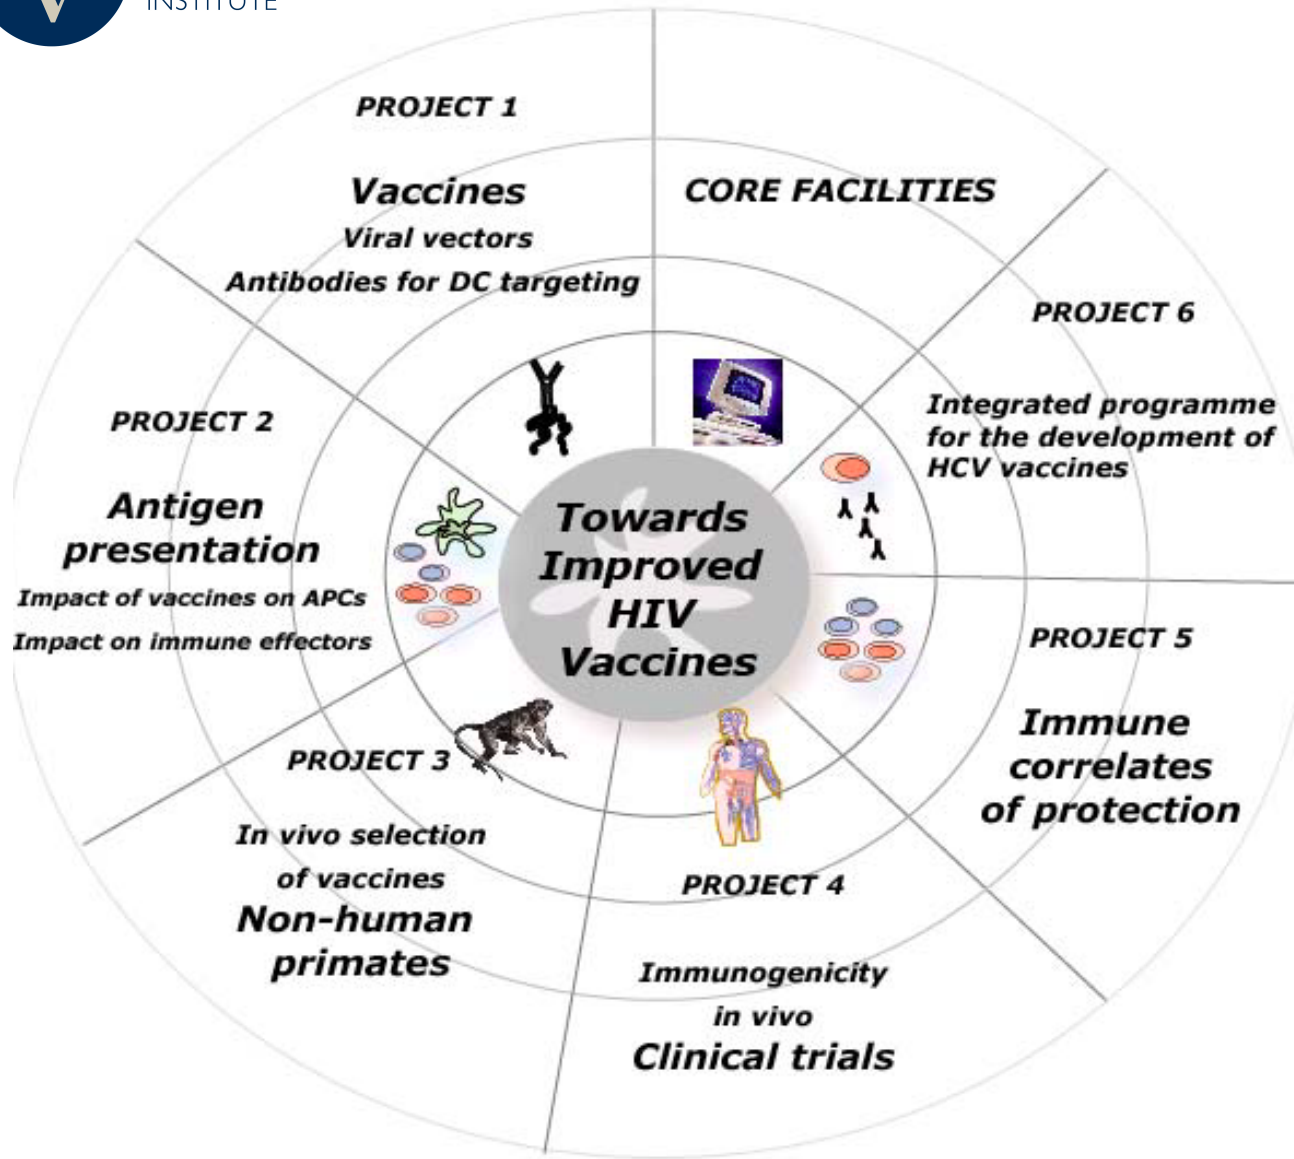 INSTITUTE
PROJECT 1
Vaccines
Viral vectors
Antibodies for DC targeting
CORE FACILITIES
PROJECT 6
Integrated programme
for the development of
HCV vaccines
PROJECT 2
Antigen
presentation
Impact of vaccines on APCs
Impact on immune effectors
Towards
Improved
HIV
Vaccines
PROJECT 5
Immune
correlates
of protection
PROJECT 3
In vivo selection
of vaccines
Non-human
primates
PROJECT 4
Immunogenicity
in vivo
Clinical trials